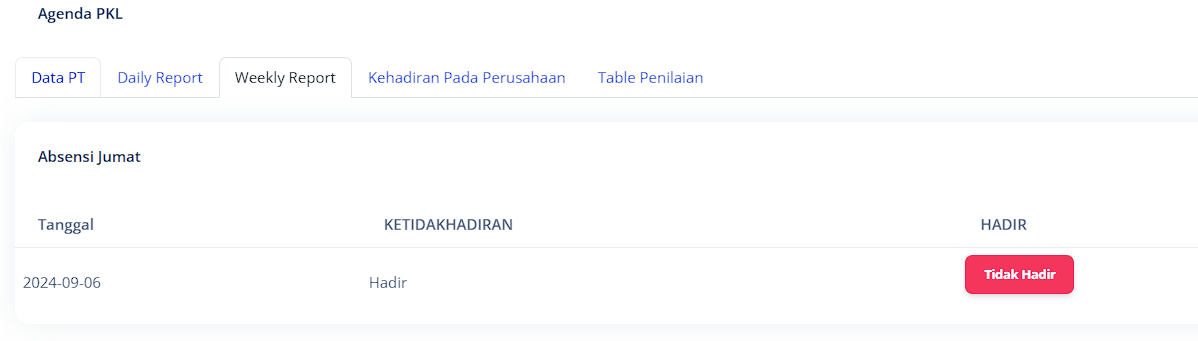 Agenda PKL
Data PT Daily Report Weekly Report Kehadiran Pada Perusahaan Table Penilaian
Absensi Jumat
Tanggal KETIDAKHADIRAN HADIR
2024-09-06 Hadir Tidak Hadir